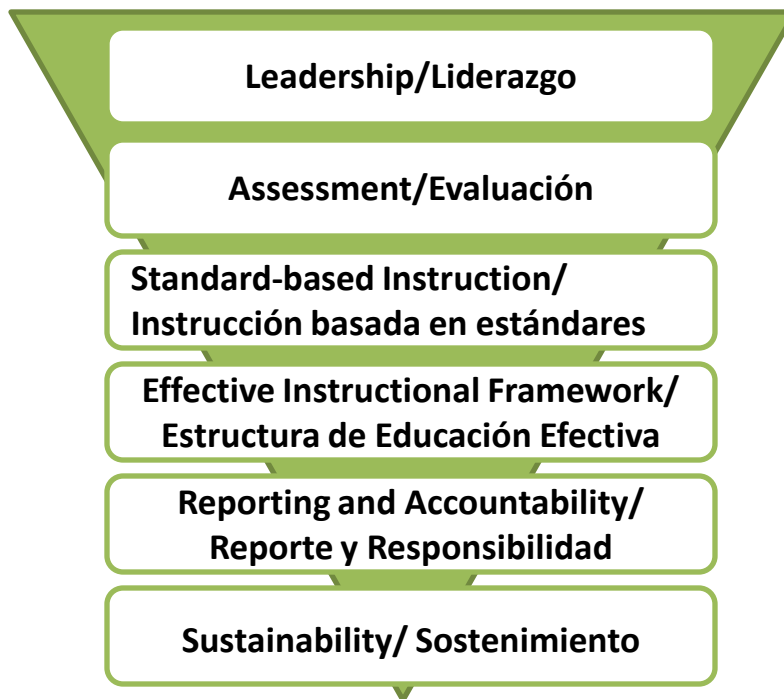 Leadership/Liderazgo
Assessment/Evaluación
Standard-based Instruction/
Instrucción basada en estándares
Effective Instructional Framework/
Estructura de Educación Efectiva
Reporting and Accountability/
Reporte y Responsibilidad
Sustainability/ Sostenimiento